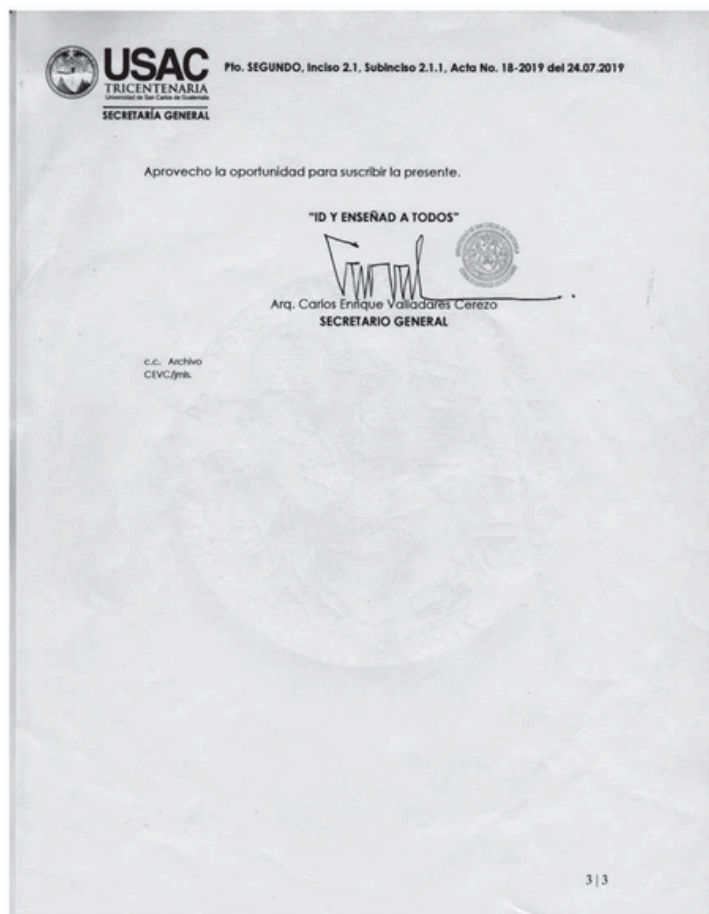 USAC
TRICENTENARIA
Universidad de San Carlos de Guatemala
SECRETARÍA GENERAL
Pto. SEGUNDO, Inciso 2.1, Subinciso 2.1.1, Acta No. 18-2019 del 24.07.2019
Aprovecho la oportunidad para suscribir la presente.
"ID Y ENSEÑAD A TODOS"
Arq. Carlos Enrique Valladares Cerezo
SECRETARIO GENERAL
c.c. Archivo
CEVC/jmls.
3|3